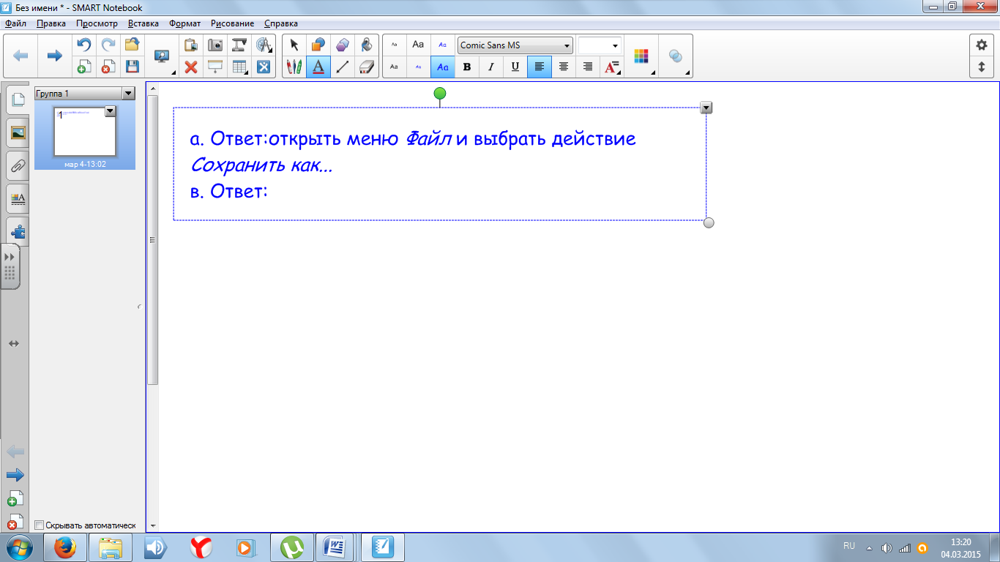 Без имени * - SMART Notebook
Файл Правка Просмотр Вставка Формат Рисование Справка
Aa Aa Aa Comic Sans MS
Aa Aa Aa B I U A
Группа 1
1
мар 4-13:02
а. Ответ:открыть меню Файл и выбрать действие
Сохранить как...
в. Ответ:
Скрывать автоматическ
RU
13:20
04.03.2015